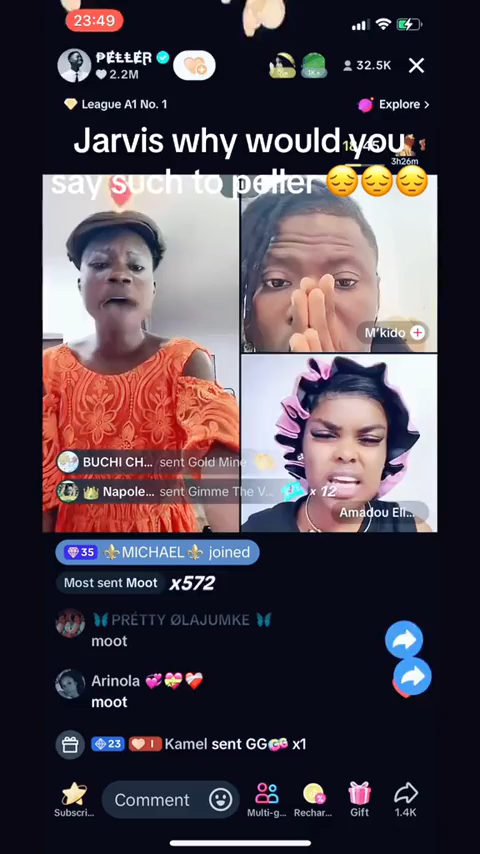 23:49
PELLER
2.2M
32.5K
League A1 No. 1
Explore >
Jarvis why would you
say such to peller 😔😔😔
3h26m
M'kido
BUCHI CH... sent Gold Mine
Napole... sent Gimme The V... x 12
Amadou Ell...
35 ⚜️MICHAEL⚜️ joined
Most sent Moot x572
🦋 PRÉTTY ØLAJUMKE 🦋
moot
Arinola 💞💝❤️‍🩹
moot
23 I Kamel sent GG x1
Subscri...
Comment
Multi-g...
Rechar...
Gift
1.4K